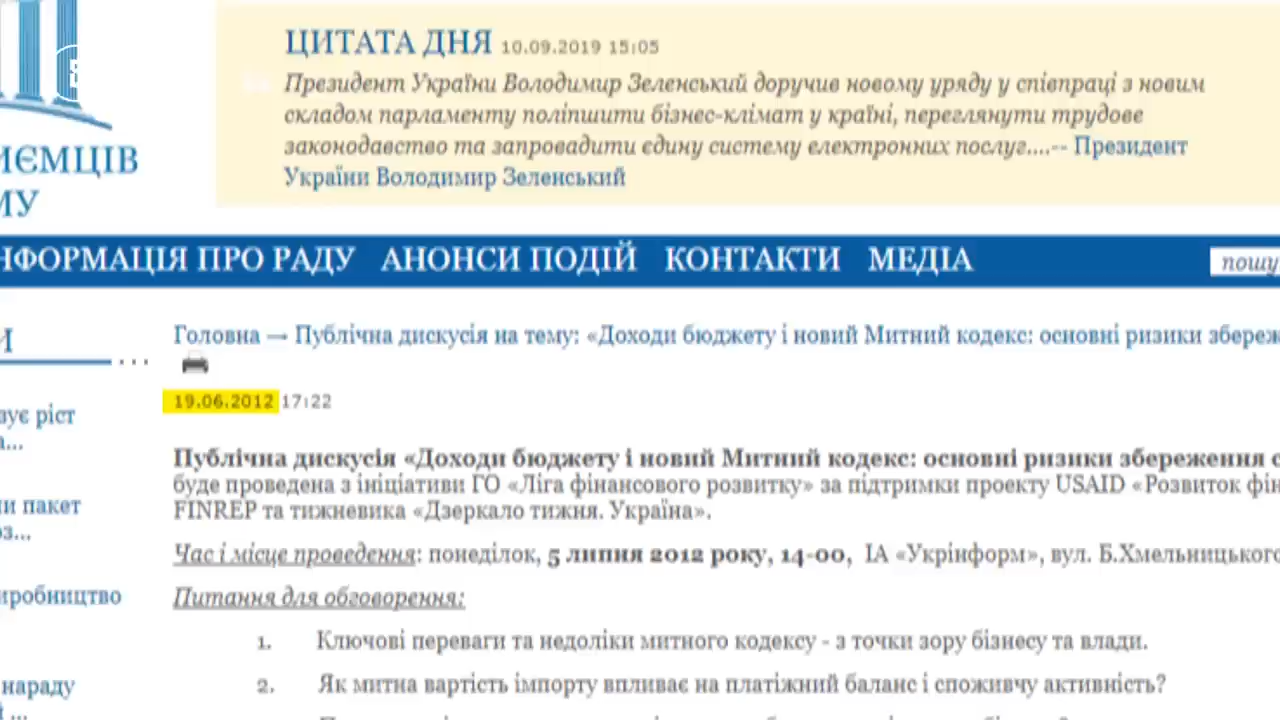 ЦИТАТА ДНЯ 10.09.2019 15:05
Президент України Володимир Зеленський доручив новому уряду у співпраці з новим
складом парламенту поліпшити бізнес-клімат у країні, переглянути трудове
законодавство та запровадити єдину систему електронних послуг....-- Президент
України Володимир Зеленський
ИЄМЦІВ
МУ
НФОРМАЦІЯ ПРО РАДУ АНОНСИ ПОДІЙ КОНТАКТИ МЕДІА пошу
И
...
Головна → Публічна дискусія на тему: «Доходи бюджету і новий Митний кодекс: основні ризики збереж
19.06.2012 17:22
зує ріст
а...
Публічна дискусія «Доходи бюджету і новий Митний кодекс: основні ризики збереження с
буде проведена з ініціативи ГО «Ліга фінансового розвитку» за підтримки проекту USAID «Розвиток фін
FINREP та тижневика «Дзеркало тижня. Україна».
и пакет
оз...
Час і місце проведення: понеділок, 5 липня 2012 року, 14-00, ІА «Укрінформ», вул. Б.Хмельницького
иробництво
Питання для обговорення:
1. Ключові переваги та недоліки митного кодексу - з точки зору бізнесу та влади.
2. Як митна вартість імпорту впливає на платіжний баланс і споживчу активність?
нараду